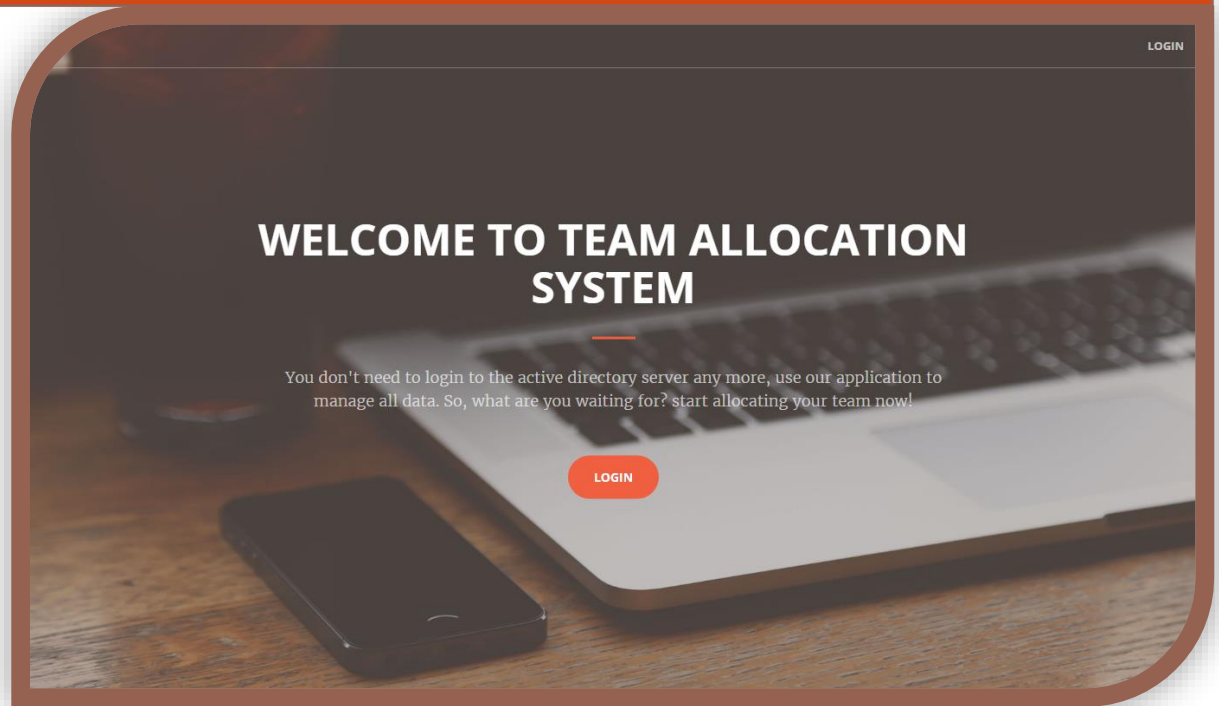 LOGIN
WELCOME TO TEAM ALLOCATION
SYSTEM
You don't need to login to the active directory server any more, use our application to
manage all data. So, what are you waiting for? start allocating your team now!
LOGIN